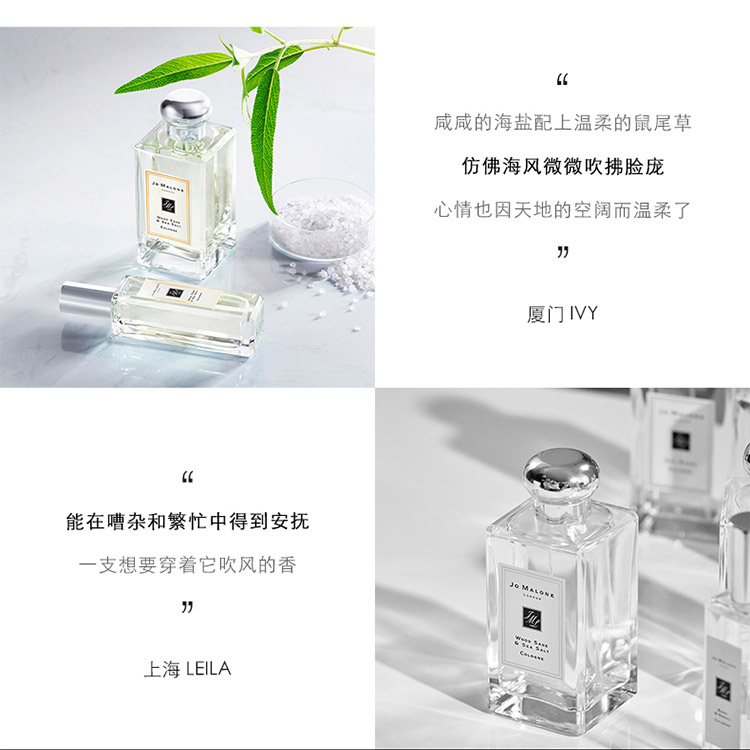 “
咸咸的海盐配上温柔的鼠尾草
仿佛海风微微吹拂脸庞
心情也因天地的空阔而温柔了
”
厦门 IVY
JO MALONE
LONDON
WOOD SAGE
& SEA SALT
COLOGNE
“
能在嘈杂和繁忙中得到安抚
一支想要穿着它吹风的香
”
上海 LEILA
JO MALONE
JO MALONE
LONDON
WOOD SAGE
& SEA SALT
COLOGNE
JO MALONE